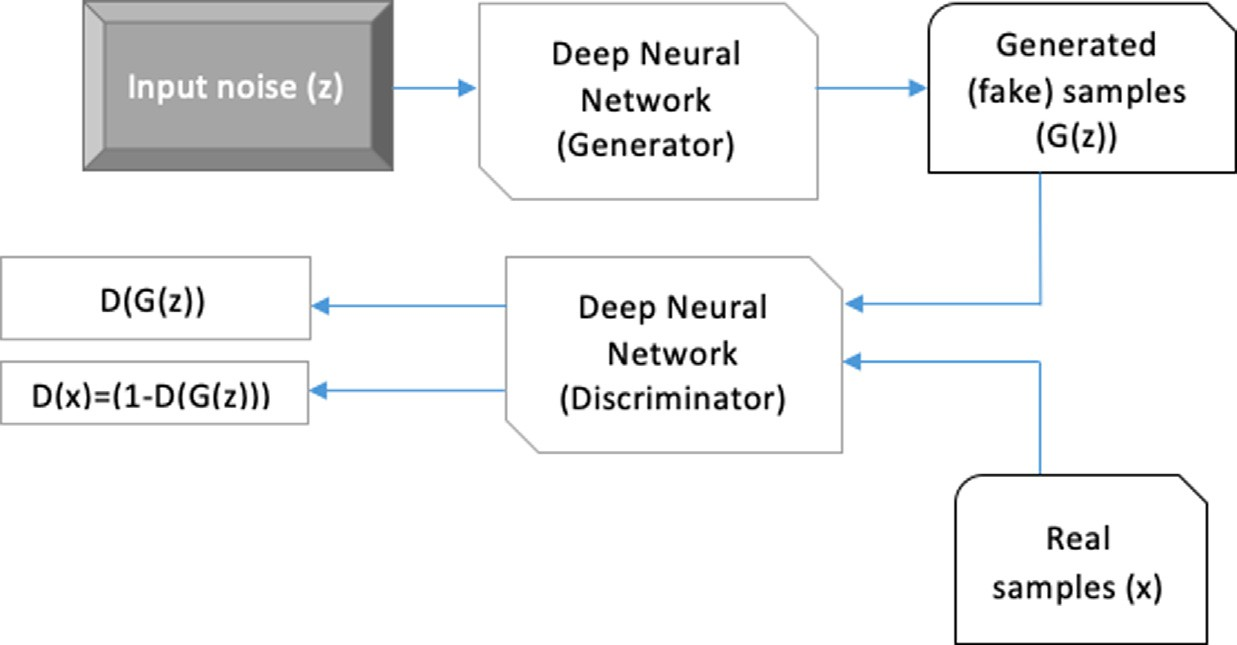 Input noise (z)
Deep Neural
Network
(Generator)
Generated
(fake) samples
(G(z))
D(G(z))
D(x)=(1-D(G(z)))
Deep Neural
Network
(Discriminator)
Real
samples (x)